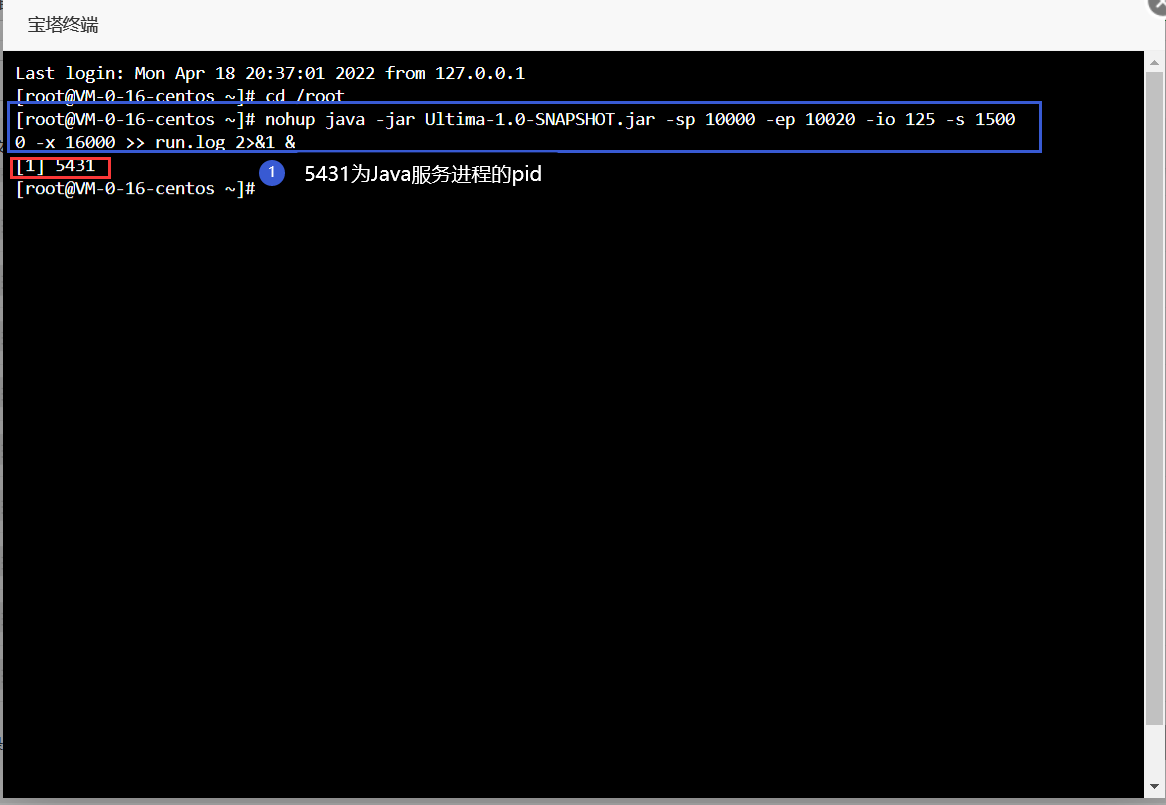 宝塔终端
Last login: Mon Apr 18 20:37:01 2022 from 127.0.0.1
[root@VM-0-16-centos ~]# cd /root
[root@VM-0-16-centos ~]# nohup java -jar Ultima-1.0-SNAPSHOT.jar -sp 10000 -ep 10020 -io 125 -s 1500
0 -x 16000 >> run.log 2>&1 &
[1] 5431
1 5431为Java服务进程的pid
[root@VM-0-16-centos ~]#